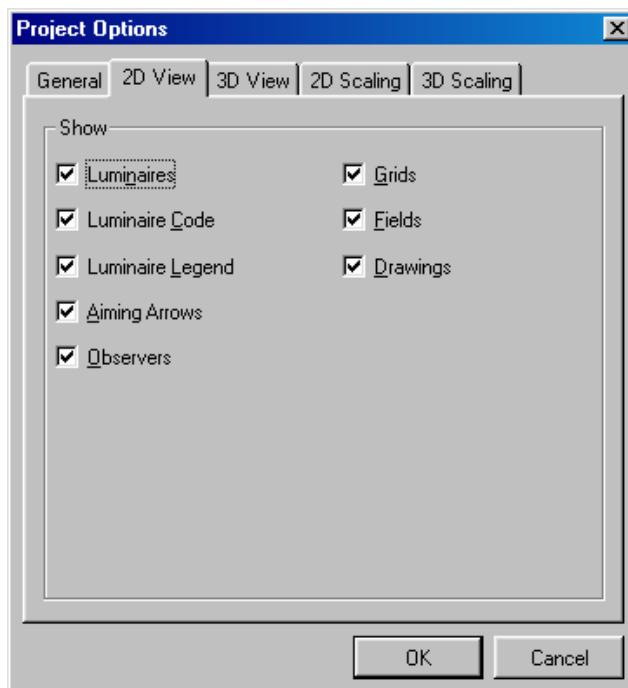 Project Options
General 2D View 3D View 2D Scaling 3D Scaling
Show
Luminaires
Luminaire Code
Luminaire Legend
Aiming Arrows
Observers
Grids
Fields
Drawings
OK Cancel